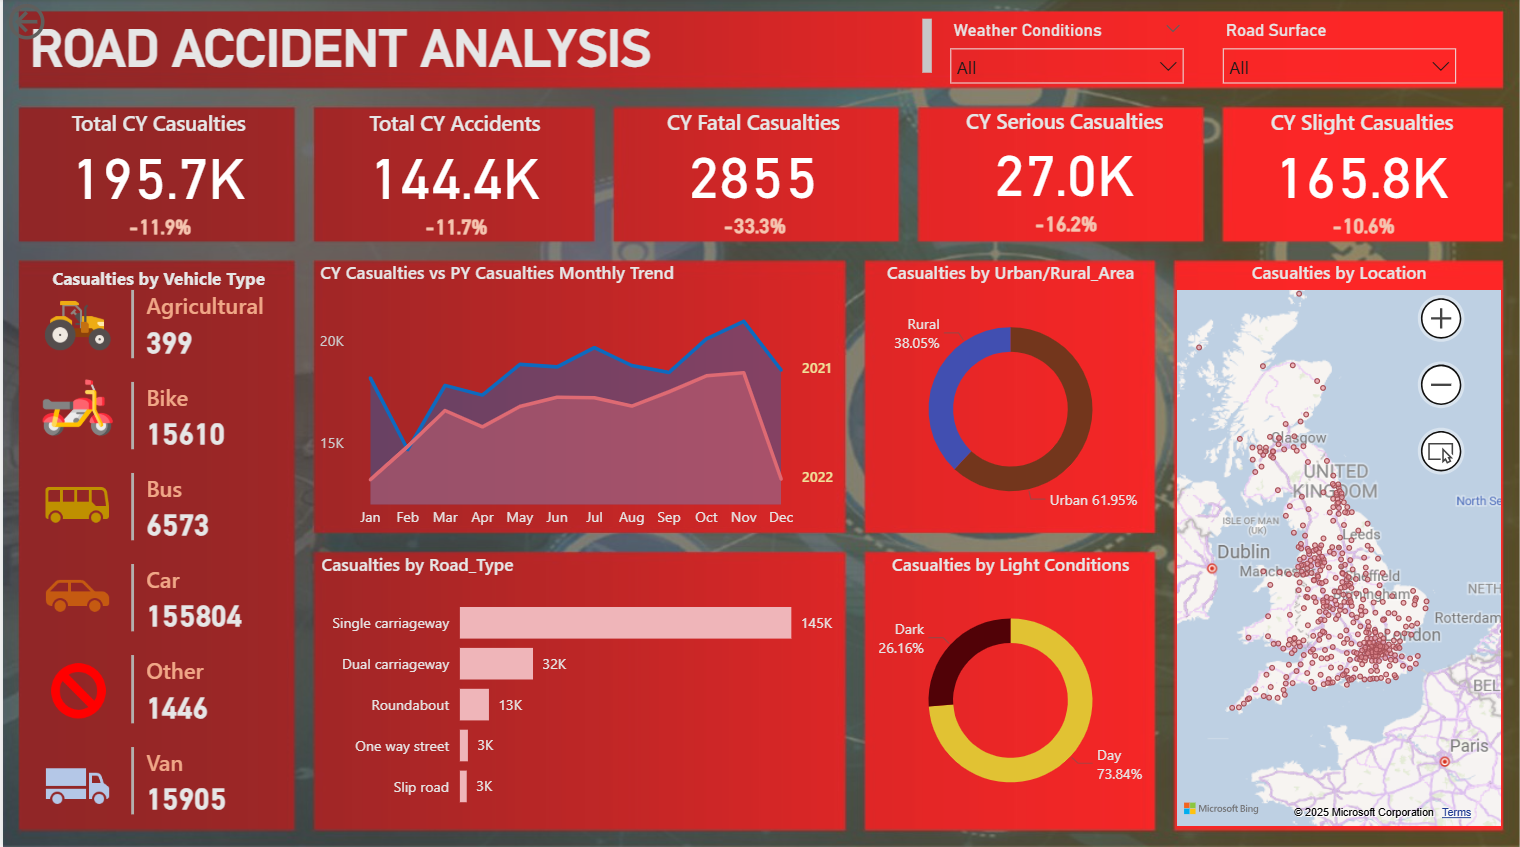 ROAD ACCIDENT ANALYSIS
Weather Conditions
All
Road Surface
All
Total CY Casualties
195.7K
-11.9%
Total CY Accidents
144.4K
-11.7%
CY Fatal Casualties
2855
-33.3%
CY Serious Casualties
27.0K
-16.2%
CY Slight Casualties
165.8K
-10.6%
Casualties by Vehicle Type
Agricultural
399
Bike
15610
Bus
6573
Car
155804
Other
1446
Van
15905
CY Casualties vs PY Casualties Monthly Trend
20K
15K
2021
2022
Jan Feb Mar Apr May Jun Jul Aug Sep Oct Nov Dec
Casualties by Road_Type
Single carriageway 145K
Dual carriageway 32K
Roundabout 13K
One way street 3K
Slip road 3K
Casualties by Urban/Rural_Area
Rural
38.05%
Urban 61.95%
Casualties by Light Conditions
Dark
26.16%
Day
73.84%
Casualties by Location
Glasgow
UNITED
KINGDOM
North Se
ISLE OF MAN
(UK)
Leeds
Dublin
NETH
Rotterdam
BEL
Paris
Microsoft Bing
© 2025 Microsoft Corporation Terms